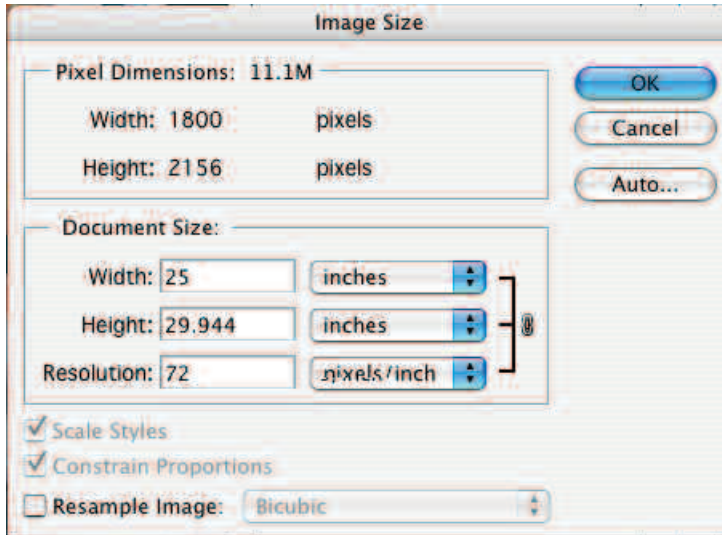 Image Size
Pixel Dimensions: 11.1M
Width: 1800 pixels
Height: 2156 pixels
OK
Cancel
Auto...
Document Size:
Width: 25 inches
Height: 29.944 inches
Resolution: 72 pixels/inch
Scale Styles
Constrain Proportions
Resample Image: Bicubic